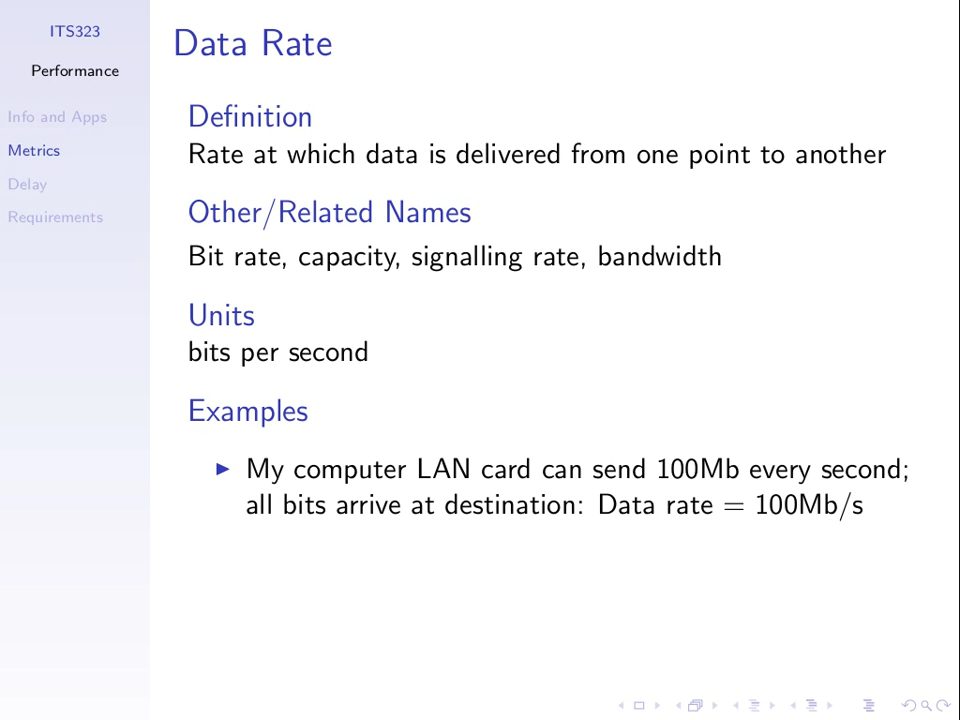 ITS323
Performance
Info and Apps
Metrics
Delay
Requirements
Data Rate
Definition
Rate at which data is delivered from one point to another
Other/Related Names
Bit rate, capacity, signalling rate, bandwidth
Units
bits per second
Examples
My computer LAN card can send 100Mb every second;
all bits arrive at destination: Data rate = 100Mb/s